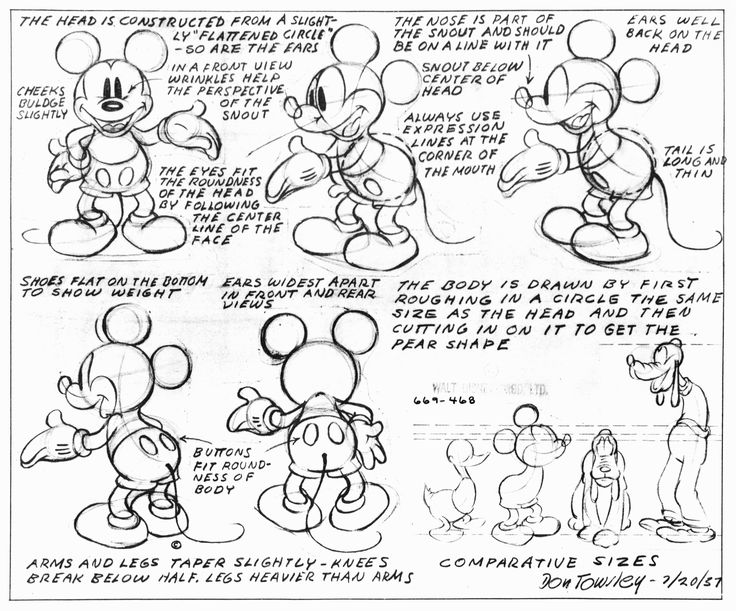 THE HEAD IS CONSTRUCTED FROM A SLIGHT-
LY "FLATTENED CIRCLE"
-SO ARE THE EARS
IN A FRONT VIEW
WRINKLES HELP
THE PERSPECTIVE
OF THE
SNOUT
CHEEKS
BULDGE
SLIGHTLY
THE EYES FIT
THE ROUNDNESS
OF THE HEAD
BY FOLLOWING
THE CENTER
LINE OF THE
FACE
THE NOSE IS PART OF
THE SNOUT AND SHOULD
BE ON A LINE WITH IT
SNOUT BELOW
CENTER OF
HEAD
ALWAYS USE
EXPRESSION
LINES AT THE
CORNER OF
THE MOUTH
EARS WELL
BACK ON THE
HEAD
TAIL IS
LONG AND
THIN
SHOES FLAT ON THE BOTTOM
TO SHOW WEIGHT
EARS WIDEST APART
IN FRONT AND REAR
VIEWS
THE BODY IS DRAWN BY FIRST
ROUGHING IN A CIRCLE THE SAME
SIZE AS THE HEAD AND THEN
CUTTING IN ON IT TO GET THE
PEAR SHAPE
BUTTONS
FIT ROUND-
NESS OF
BODY
©
ARMS AND LEGS TAPER SLIGHTLY - KNEES
BREAK BELOW HALF. LEGS HEAVIER THAN ARMS
WALT LTD.
669-468
COMPARATIVE SIZES
Don Towsley - 7/20/37